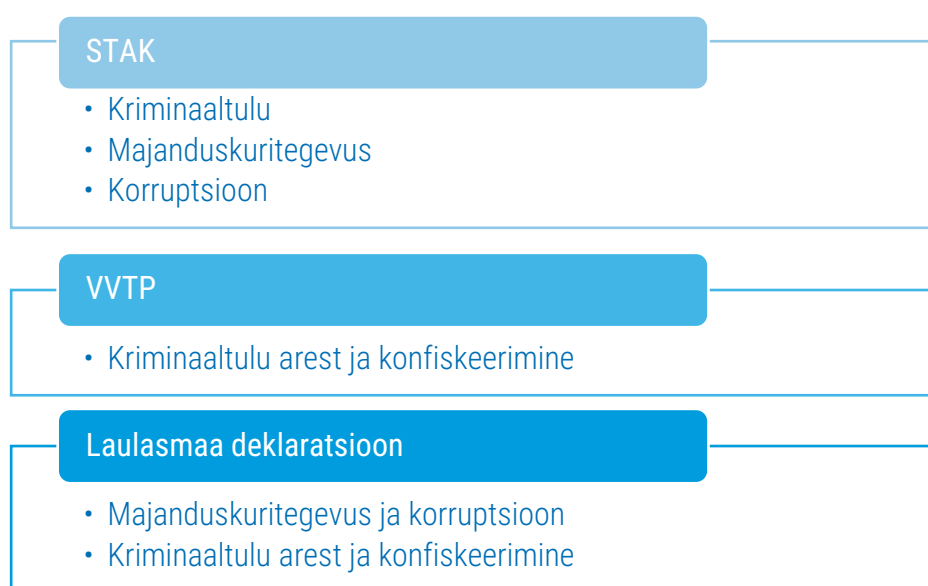 STAK
• Kriminaaltulu
• Majanduskuritegevus
• Korruptsioon
VVTP
• Kriminaaltulu arest ja konfiskeerimine
Laulasmaa deklaratsioon
• Majanduskuritegevus ja korruptsioon
• Kriminaaltulu arest ja konfiskeerimine